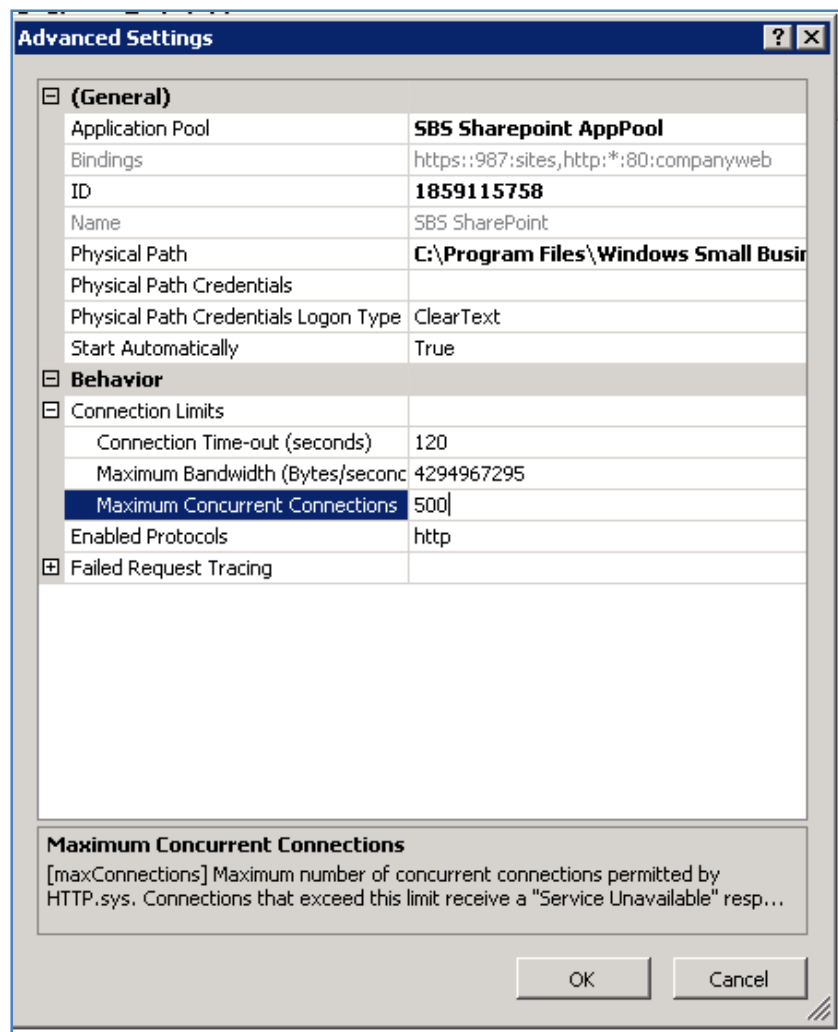 Advanced Settings
(General)
Application Pool SBS Sharepoint AppPool
Bindings https::987:sites,http:*:80:companyweb
ID 1859115758
Name SBS SharePoint
Physical Path C:\Program Files\Windows Small Busir
Physical Path Credentials
Physical Path Credentials Logon Type ClearText
Start Automatically True
Behavior
Connection Limits
Connection Time-out (seconds) 120
Maximum Bandwidth (Bytes/second 4294967295
Maximum Concurrent Connections 500
Enabled Protocols http
Failed Request Tracing
Maximum Concurrent Connections
[maxConnections] Maximum number of concurrent connections permitted by
HTTP.sys. Connections that exceed this limit receive a "Service Unavailable" resp...
OK Cancel